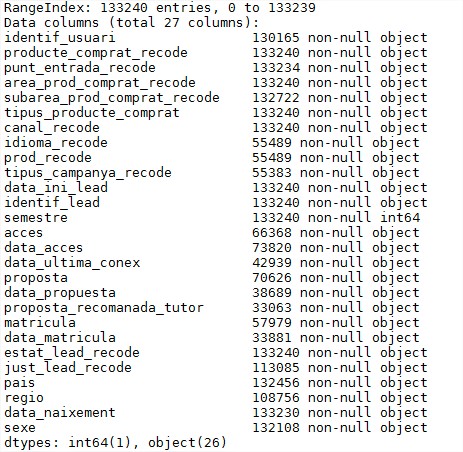 RangeIndex: 133240 entries, 0 to 133239
Data columns (total 27 columns):
identif_usuari 130165 non-null object
producte_comprat_recode 133240 non-null object
punt_entrada_recode 133234 non-null object
area_prod_comprat_recode 133240 non-null object
subarea_prod_comprat_recode 132722 non-null object
tipus_producte_comprat 133240 non-null object
canal_recode 133240 non-null object
idioma_recode 55489 non-null object
prod_recode 55489 non-null object
tipus_campanya_recode 55383 non-null object
data_ini_lead 133240 non-null object
identif_lead 133240 non-null object
semestre 133240 non-null int64
acces 66368 non-null object
data_acces 73820 non-null object
data_ultima_conex 42939 non-null object
proposta 70626 non-null object
data_propuesta 38689 non-null object
proposta_recomanada_tutor 33063 non-null object
matricula 57979 non-null object
data_matricula 33881 non-null object
estat_lead_recode 133240 non-null object
just_lead_recode 113085 non-null object
pais 132456 non-null object
regio 108756 non-null object
data_naixement 133230 non-null object
sexe 132108 non-null object
dtypes: int64(1), object(26)